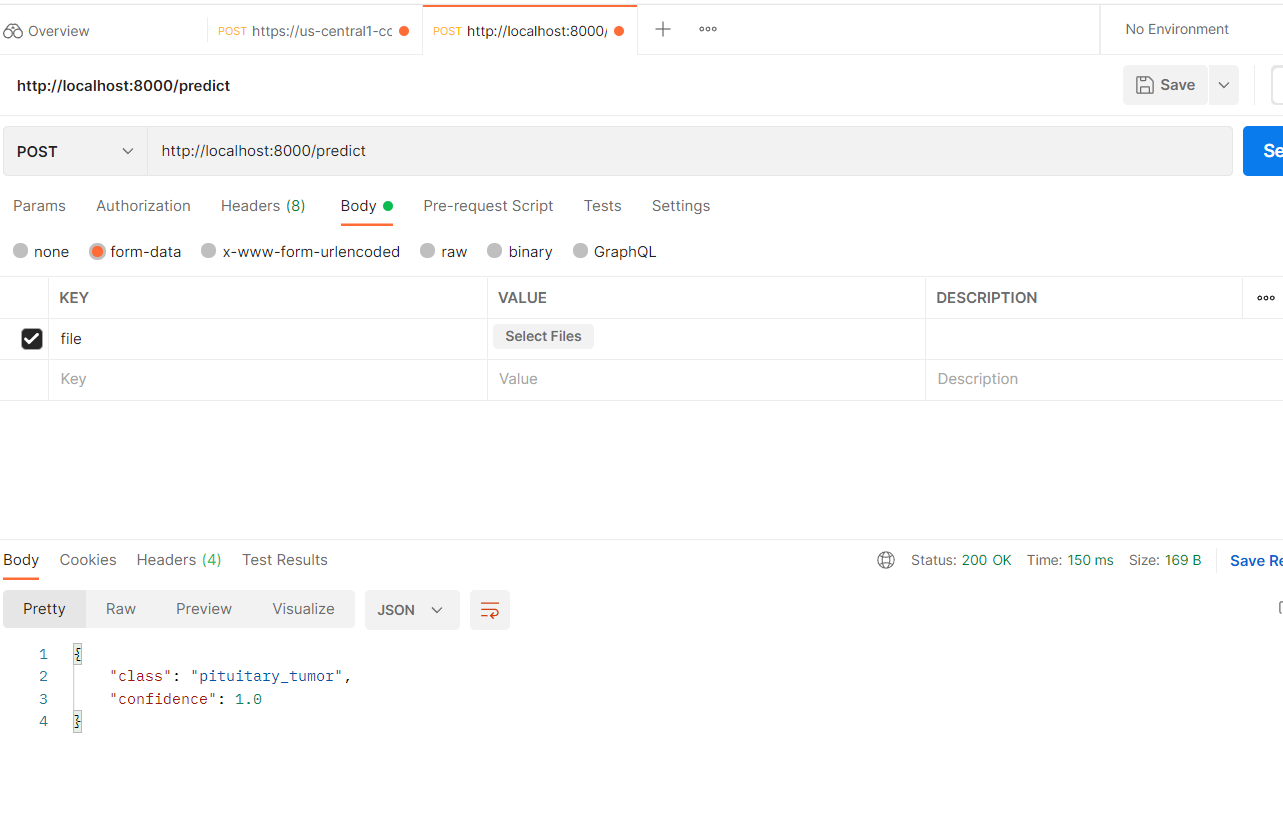 Overview POST https://us-central1-cc POST http://localhost:8000/ No Environment
http://localhost:8000/predict Save
POST http://localhost:8000/predict Se
Params Authorization Headers (8) Body Pre-request Script Tests Settings
none form-data x-www-form-urlencoded raw binary GraphQL
KEY VALUE DESCRIPTION
file Select Files
Key Value Description
Body Cookies Headers (4) Test Results Status: 200 OK Time: 150 ms Size: 169 B Save Re
Pretty Raw Preview Visualize JSON
1 {
2 "class": "pituitary_tumor",
3 "confidence": 1.0
4 }